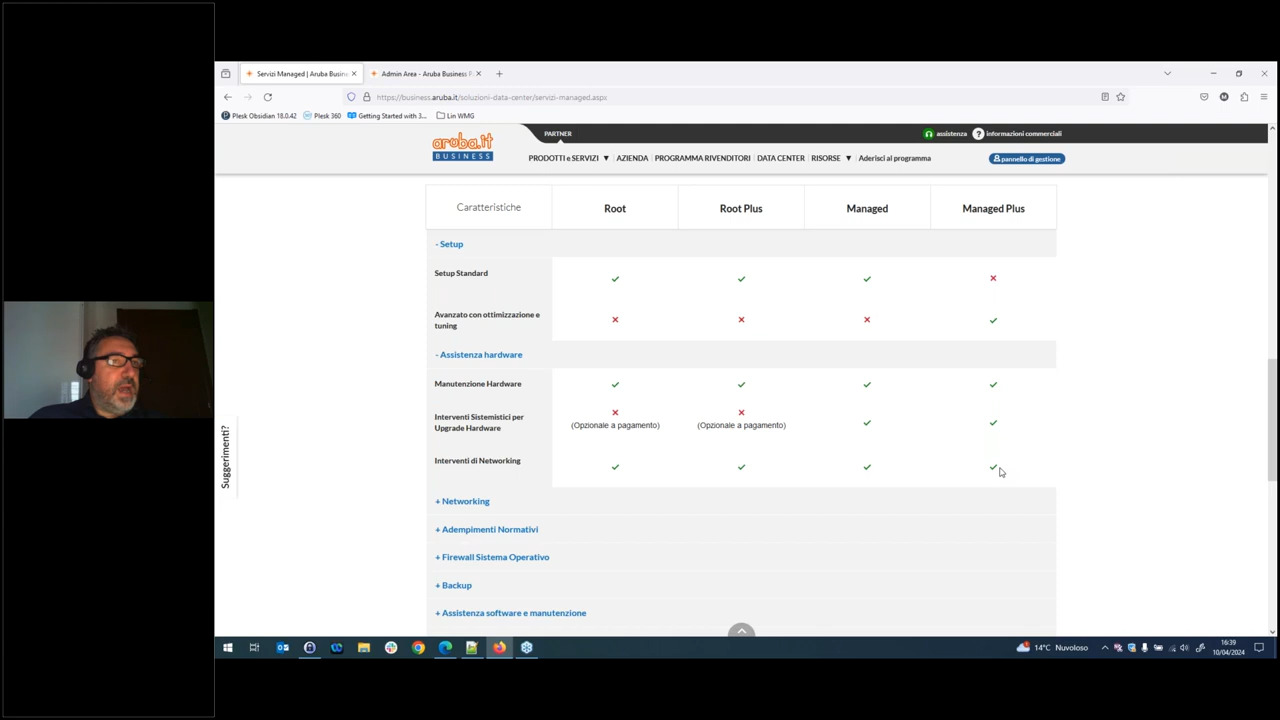 Servizi Managed | Aruba Busine
Admin Area - Aruba Business P
https://business.aruba.it/soluzioni-data-center/servizi-managed.aspx
Plesk Obsidian 18.0.42
Plesk 360
Getting Started with 3...
Lin WMG
aruba.it
BUSINESS
PARTNER
assistenza
informazioni commerciali
PRODOTTI e SERVIZI ▼ AZIENDA PROGRAMMA RIVENDITORI DATA CENTER RISORSE ▼ Aderisci al programma
pannello di gestione
Caratteristiche Root Root Plus Managed Managed Plus
- Setup
Setup Standard
Avanzato con ottimizzazione e
tuning
- Assistenza hardware
Manutenzione Hardware
Interventi Sistemistici per
Upgrade Hardware
(Opzionale a pagamento) (Opzionale a pagamento)
Interventi di Networking
+ Networking
+ Adempimenti Normativi
+ Firewall Sistema Operativo
+ Backup
+ Assistenza software e manutenzione
Suggerimenti?
14°C Nuvoloso
16:39
10/04/2024